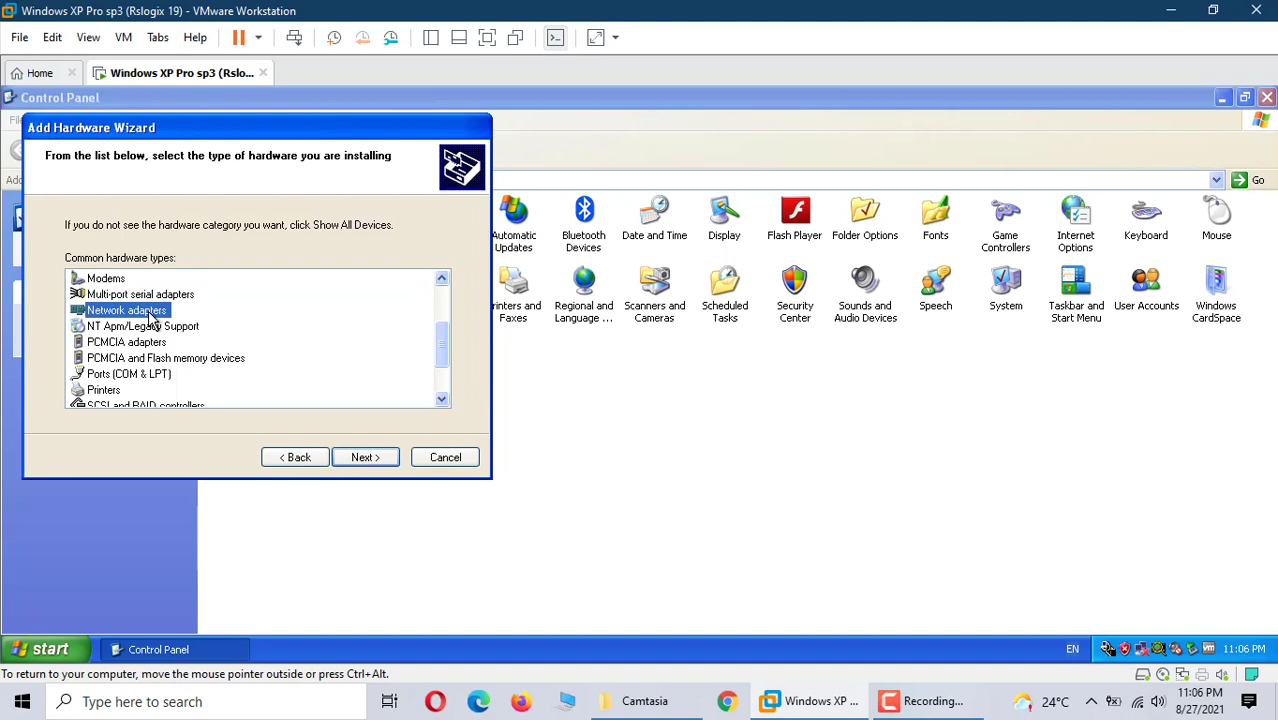 Windows XP Pro sp3 (Rslogix 19) - VMware Workstation
File Edit View VM Tabs Help
Home
Windows XP Pro sp3 (Rslo...
Control Panel
Add Hardware Wizard
From the list below, select the type of hardware you are installing
Go
If you do not see the hardware category you want, click Show All Devices.
Common hardware types:
Modems
Multi-port serial adapters
Network adapters
NT Apm/Legacy Support
PCMCIA adapters
PCMCIA and Flash memory devices
Ports (COM & LPT)
Printers
SCSI and RAID controllers
< Back
Next >
Cancel
Automatic Updates
Bluetooth Devices
Date and Time
Display
Flash Player
Folder Options
Fonts
Game Controllers
Internet Options
Keyboard
Mouse
Regional and Language ...
Scanners and Cameras
Scheduled Tasks
Security Center
Sounds and Audio Devices
Speech
System
Taskbar and Start Menu
User Accounts
Windows CardSpace
start
Control Panel
EN
11:06 PM
To return to your computer, move the mouse pointer outside or press Ctrl+Alt.
Type here to search
Camtasia
Windows XP ...
Recording...
24°C
11:06 PM
8/27/2021